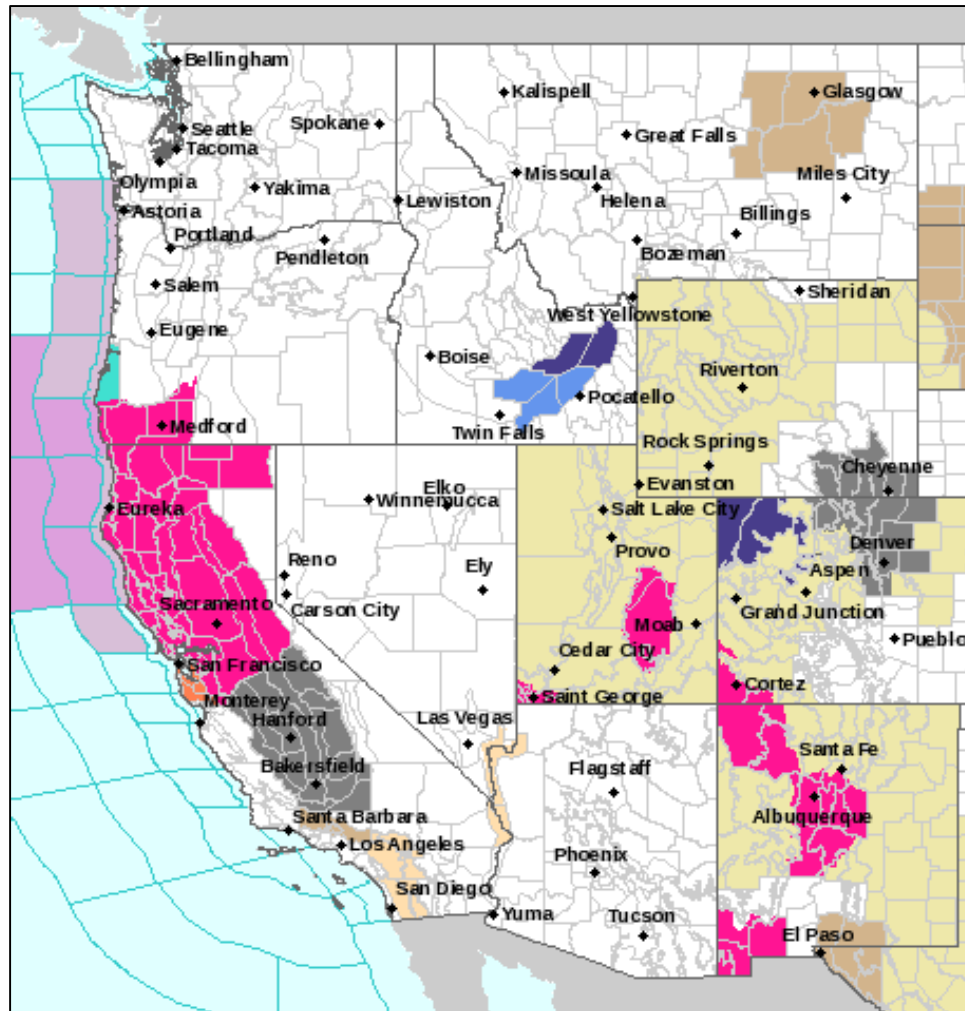 Bellingham
Kalispell
Glasgow
Spokane
Seattle
Great Falls
Tacoma
Olympia
Missoula
Miles City
Yakima
Helena
Lewiston
Astoria
Billings
Portland
Pendleton
Bozeman
Salem
Sheridan
West Yellowstone
Eugene
Boise
Riverton
Pocatello
Medford
Twin Falls
Rock Springs
Cheyenne
Evanston
Elko
Winnemucca
Eureka
Salt Lake City
Provo
Denver
Reno
Ely
Aspen
Sacramento
Carson City
Grand Junction
Moab
Pueblo
Cedar City
San Francisco
Cortez
Saint George
Monterey
Hanford
Las Vegas
Santa Fe
Bakersfield
Flagstaff
Albuquerque
Santa Barbara
Los Angeles
Phoenix
San Diego
Yuma
Tucson
El Paso